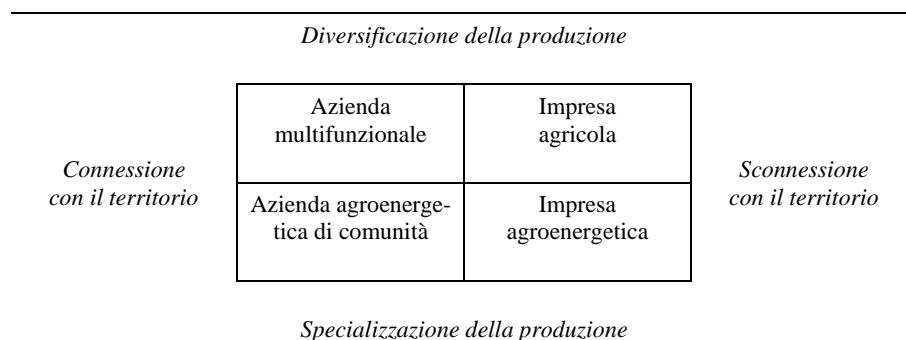 Diversificazione della produzione
Azienda
multifunzionale
Impresa
agricola
Connessione
con il territorio
Sconnessione
con il territorio
Azienda agroenerge-
tica di comunità
Impresa
agroenergetica
Specializzazione della produzione